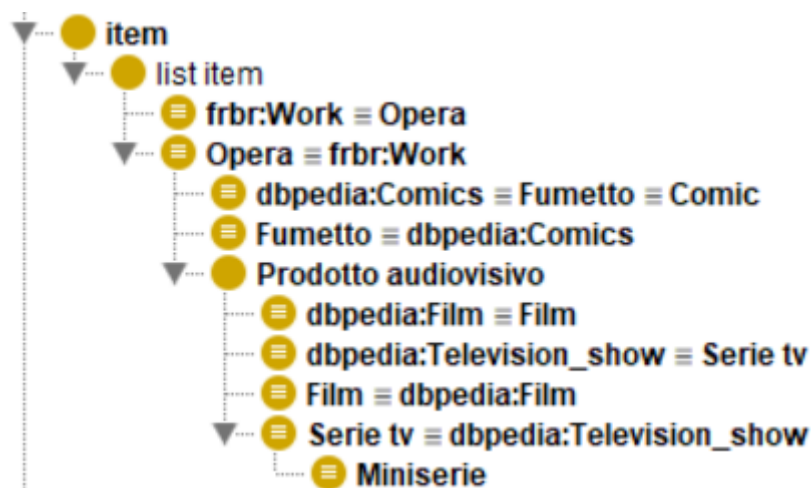 item
list item
frbr:Work ≡ Opera
Opera ≡ frbr:Work
dbpedia:Comics ≡ Fumetto ≡ Comic
Fumetto ≡ dbpedia:Comics
Prodotto audiovisivo
dbpedia:Film ≡ Film
dbpedia:Television_show ≡ Serie tv
Film ≡ dbpedia:Film
Serie tv ≡ dbpedia:Television_show
Miniserie